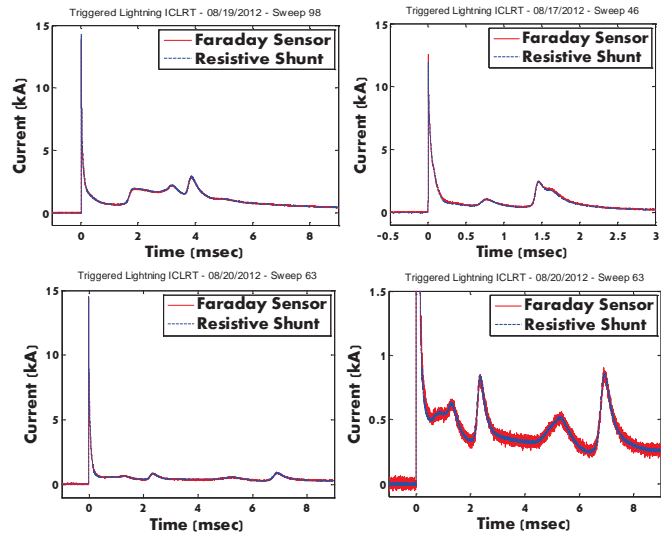 Triggered Lightning ICLRT - 08/19/2012 - Sweep 98
15
10
5
0
Current (kA)
Faraday Sensor
Resistive Shunt
0 2 4 6 8
Time (msec)
Triggered Lightning ICLRT - 08/17/2012 - Sweep 46
15
10
5
0
Current (kA)
Faraday Sensor
Resistive Shunt
-0.5 0 0.5 1.0 1.5 2.0 2.5 3
Time (msec)
Triggered Lightning ICLRT - 08/20/2012 - Sweep 63
15
10
5
0
Current (kA)
Faraday Sensor
Resistive Shunt
0 2 4 6 8
Time (msec)
Triggered Lightning ICLRT - 08/20/2012 - Sweep 63
1.5
1
0.5
0
Current (kA)
Faraday Sensor
Resistive Shunt
0 2 4 6 8
Time (msec)